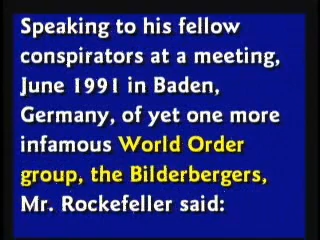 Speaking to his fellow
conspirators at a meeting,
June 1991 in Baden,
Germany, of yet one more
infamous World Order
group, the Bilderbergers,
Mr. Rockefeller said: